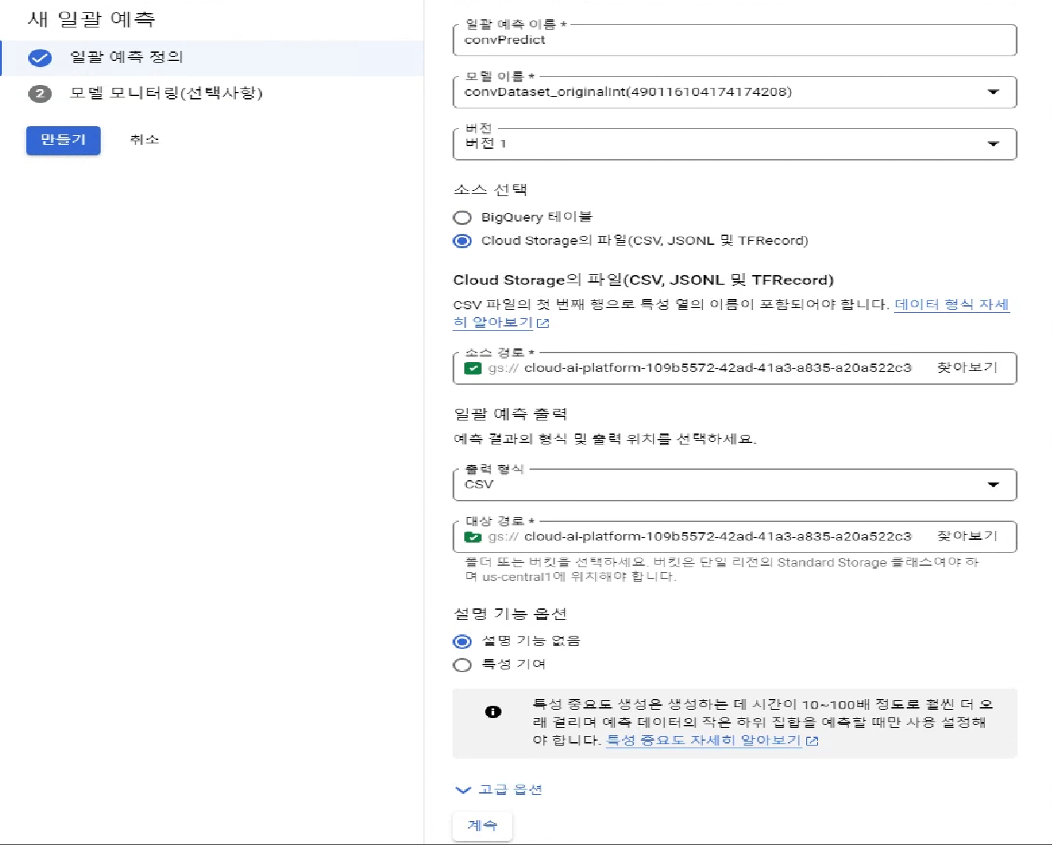 새 일괄 예측
일괄 예측 정의
2 모델 모니터링(선택사항)
만들기 취소
일괄 예측 이름 *
convPredict
모델 이름 *
convDataset_originalInt(490116104174174208)
버전
버전 1
소스 선택
BigQuery 테이블
Cloud Storage의 파일(CSV, JSONL 및 TFRecord)
Cloud Storage의 파일(CSV, JSONL 및 TFRecord)
CSV 파일의 첫 번째 행으로 특성 열의 이름이 포함되어야 합니다. 데이터 형식 자세
히 알아보기
소스 경로 *
gs:// cloud-ai-platform-109b5572-42ad-41a3-a835-a20a522c3 찾아보기
일괄 예측 출력
예측 결과의 형식 및 출력 위치를 선택하세요.
출력 형식
CSV
대상 경로 *
gs:// cloud-ai-platform-109b5572-42ad-41a3-a835-a20a522c3 찾아보기
폴더 또는 버킷을 선택하세요. 버킷은 단일 리전의 Standard Storage 클래스여야 하
며 us-central1에 위치해야 합니다.
설명 기능 옵션
설명 기능 없음
특성 기여
특성 중요도 생성은 생성하는 데 시간이 10~100배 정도로 훨씬 더 오
래 걸리며 예측 데이터의 작은 하위 집합을 예측할 때만 사용 설정해
야 합니다. 특성 중요도 자세히 알아보기
고급 옵션
계속